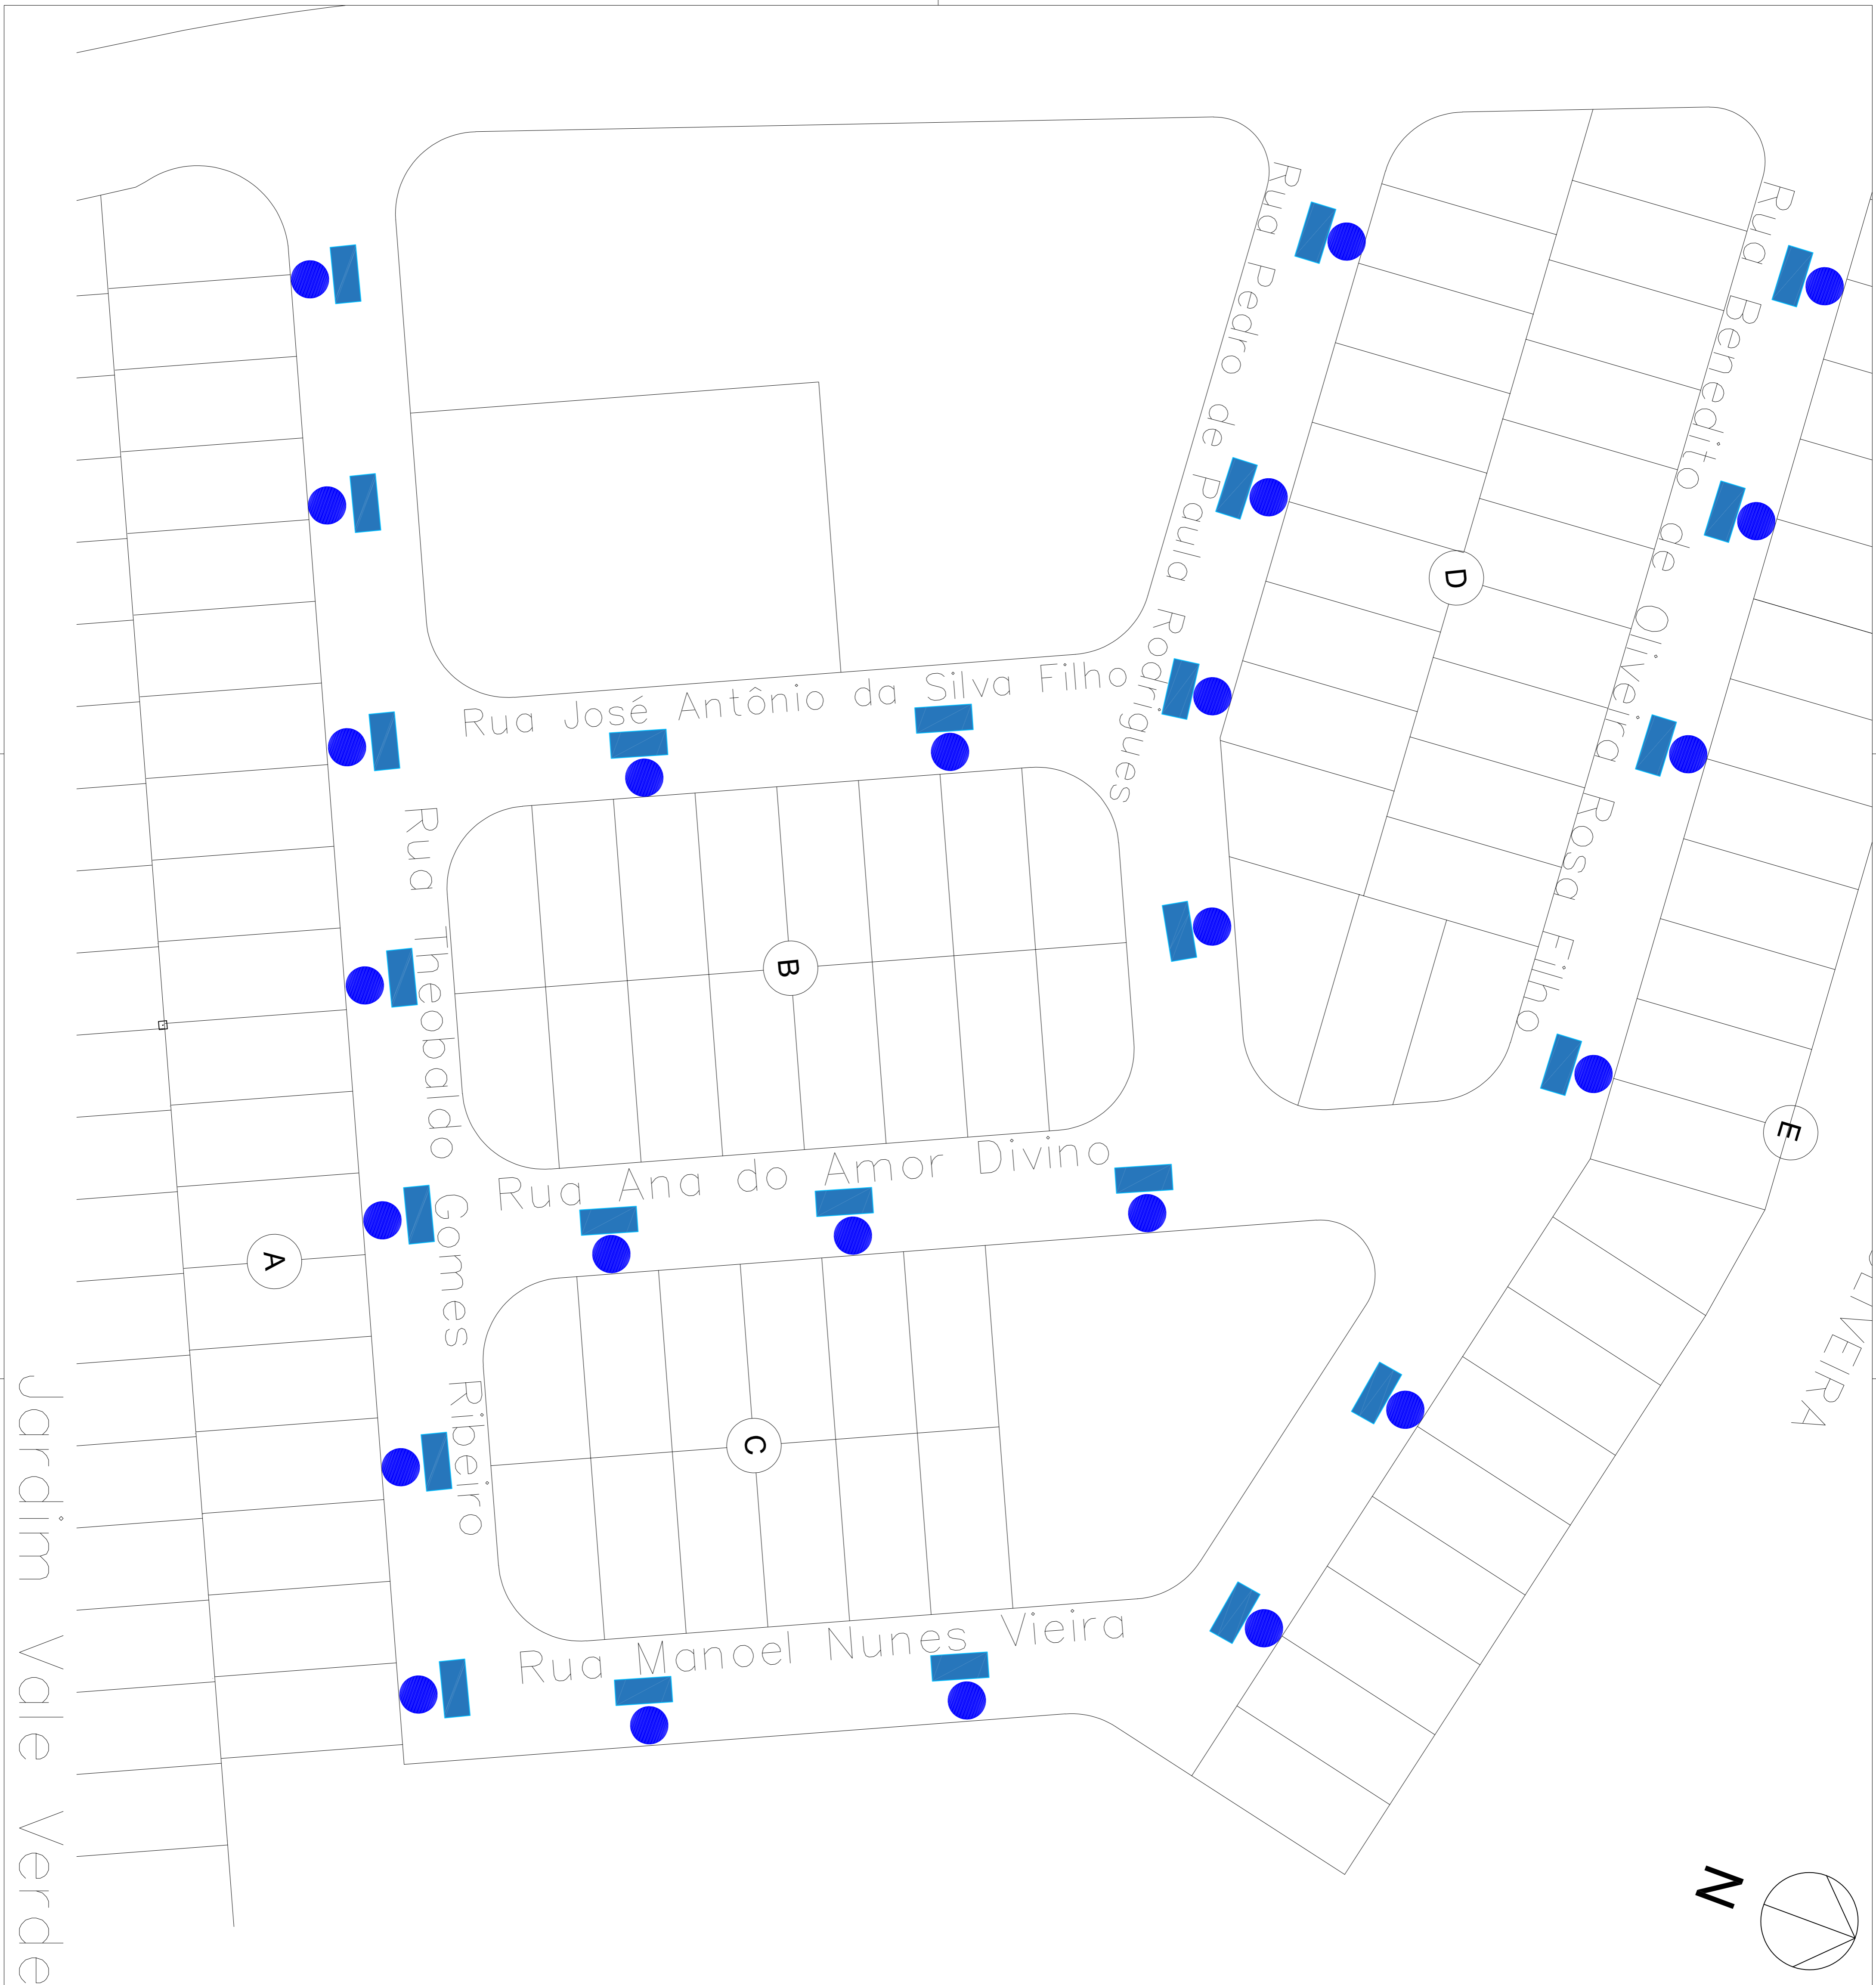 Rua Pedro de Paula Rodrigues
Rua Benedito de Oliveira Rosa Filho
D
Rua José Antônio da Silva Filho
Rua Theobaldo Gomes Ribeiro
B
E
Rua Ana do Amor Divino
A
C
Rua Manoel Nunes Vieira
Jardim Vale Verde
N